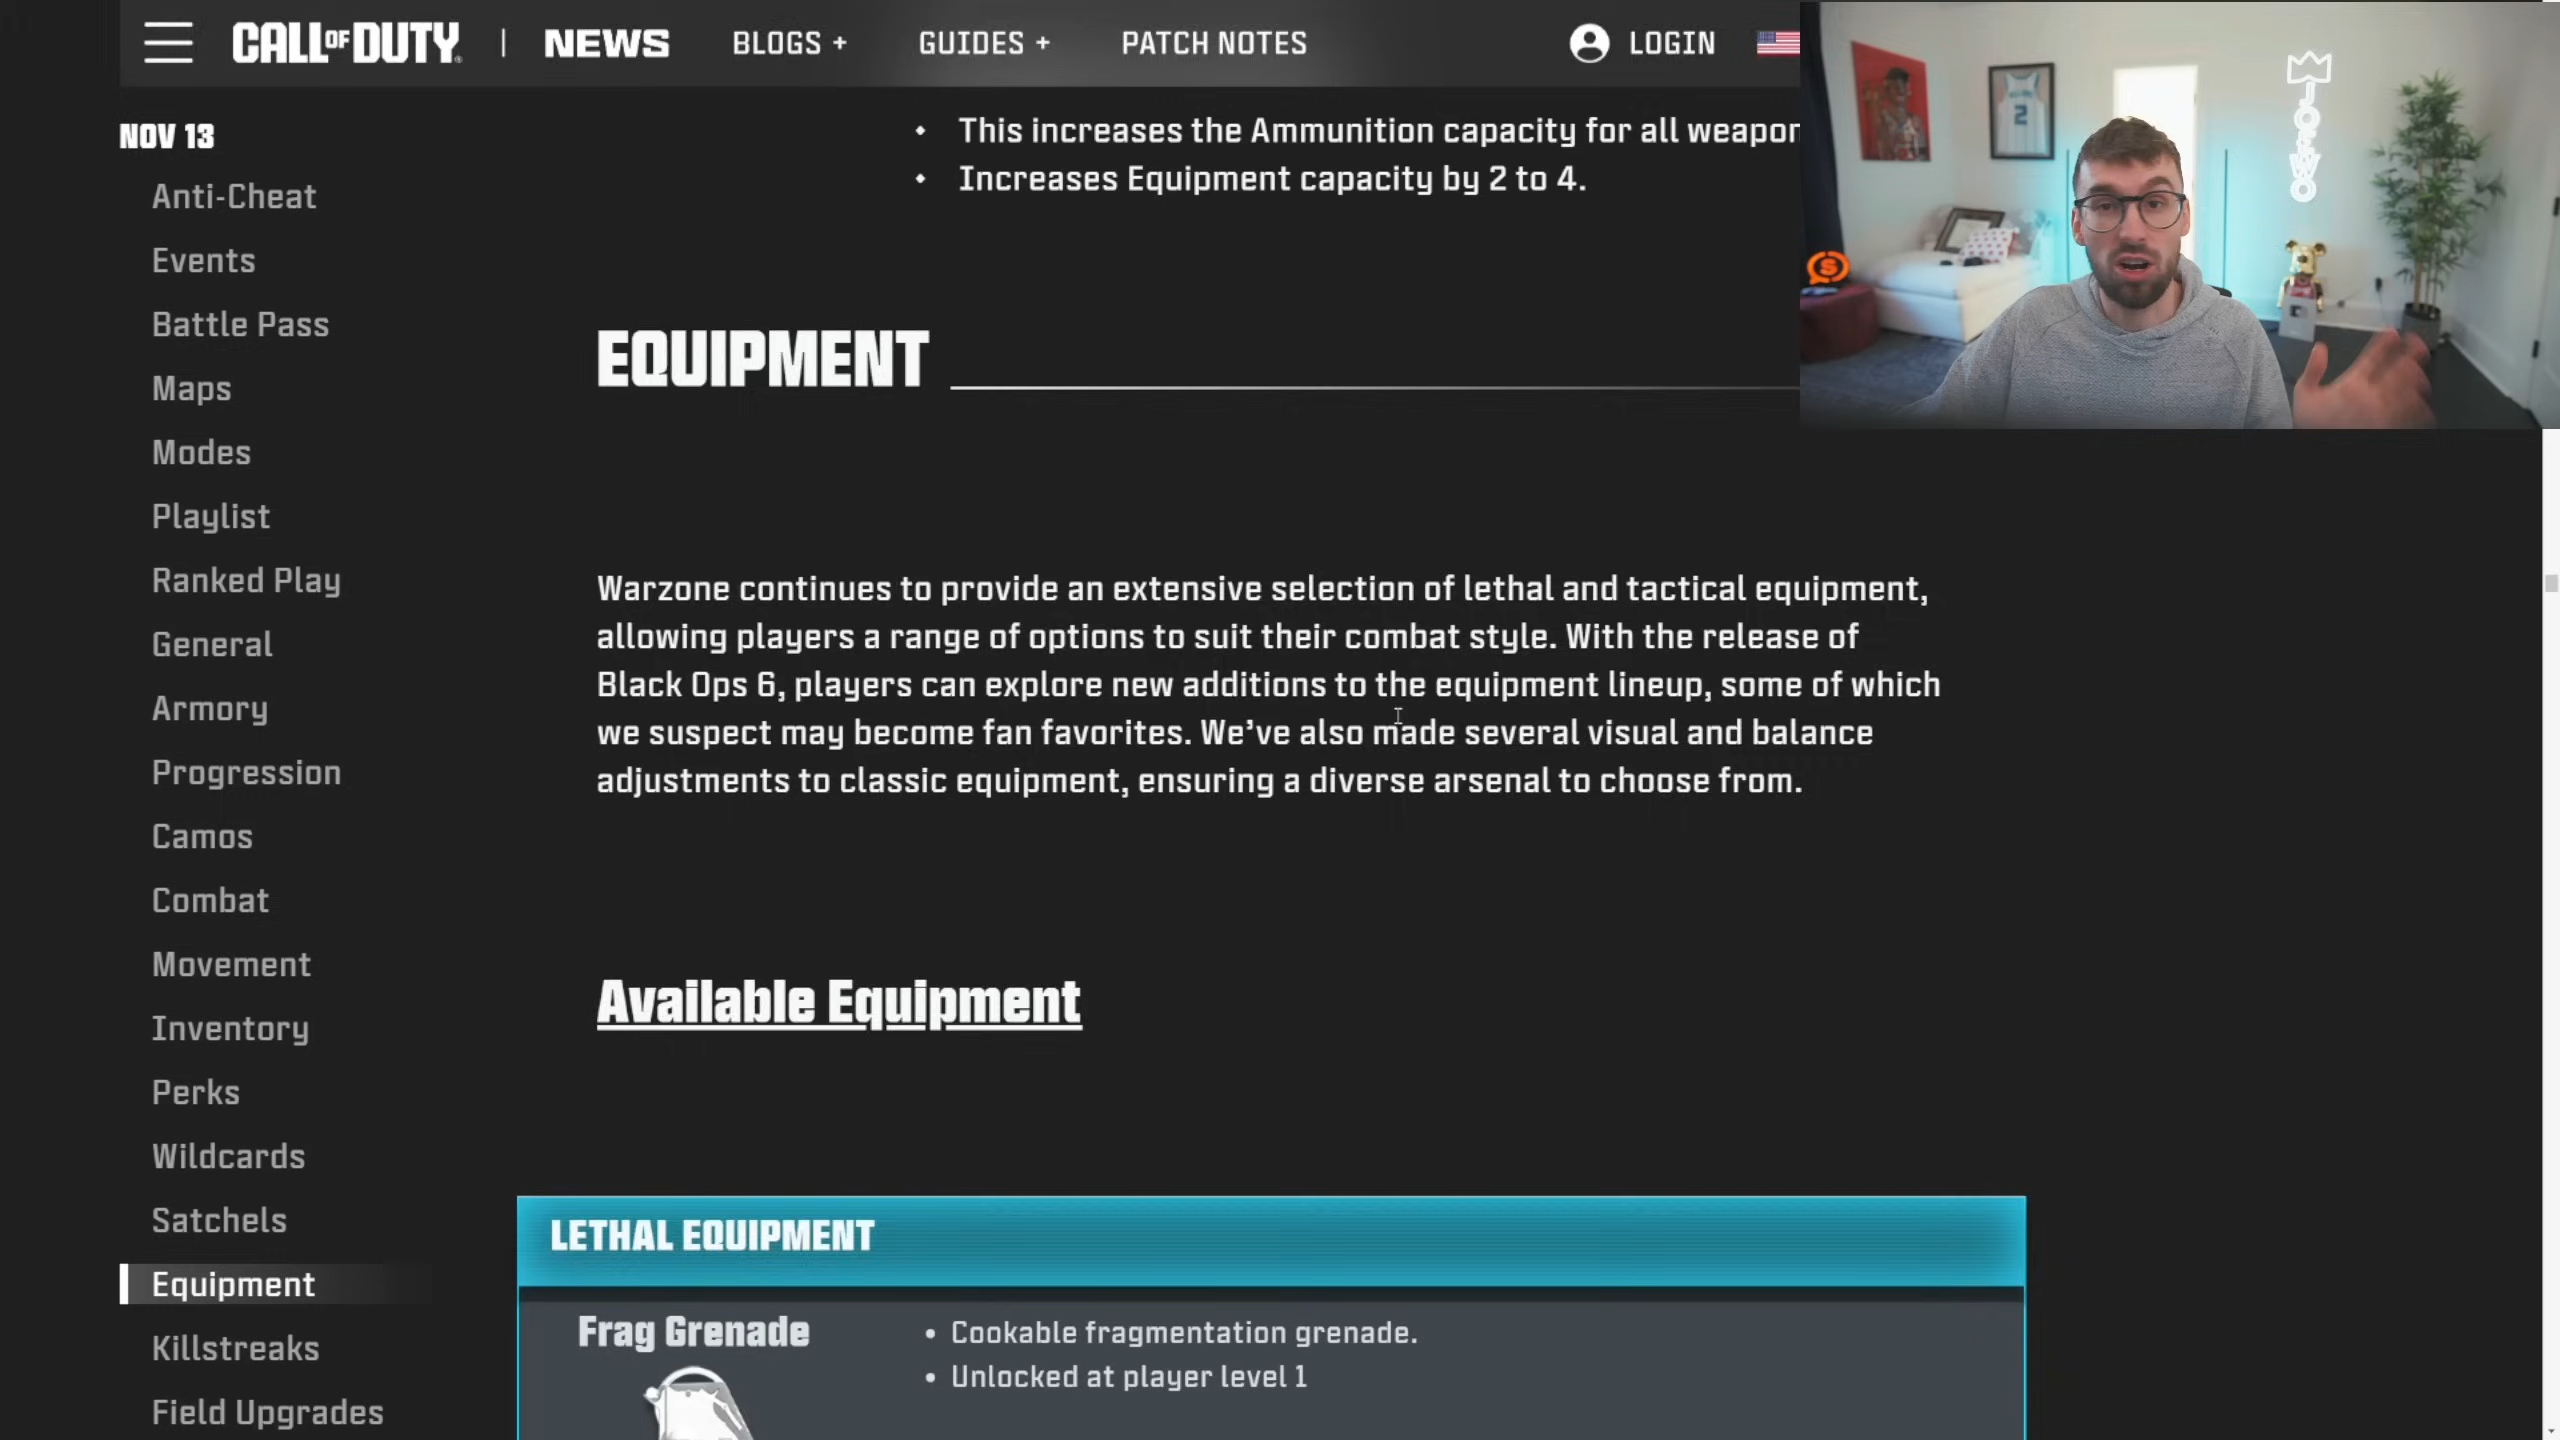 CALL OF DUTY
NEWS
BLOGS +
GUIDES +
PATCH NOTES
LOGIN
NOV 13
Anti-Cheat
Events
Battle Pass
Maps
Modes
Playlist
Ranked Play
General
Armory
Progression
Camos
Combat
Movement
Inventory
Perks
Wildcards
Satchels
Equipment
Killstreaks
Field Upgrades
• This increases the Ammunition capacity for all
• Increases Equipment capacity by 2 to 4.
EQUIPMENT
Warzone continues to provide an extensive selection of lethal and tactical equipment,
allowing players a range of options to suit their combat style. With the release of
Black Ops 6, players can explore new additions to the equipment lineup, some of which
we suspect may become fan favorites. We’ve also made several visual and balance
adjustments to classic equipment, ensuring a diverse arsenal to choose from.
Available Equipment
LETHAL EQUIPMENT
Frag Grenade
• Cookable fragmentation grenade.
• Unlocked at player level 1
JOEWO
2